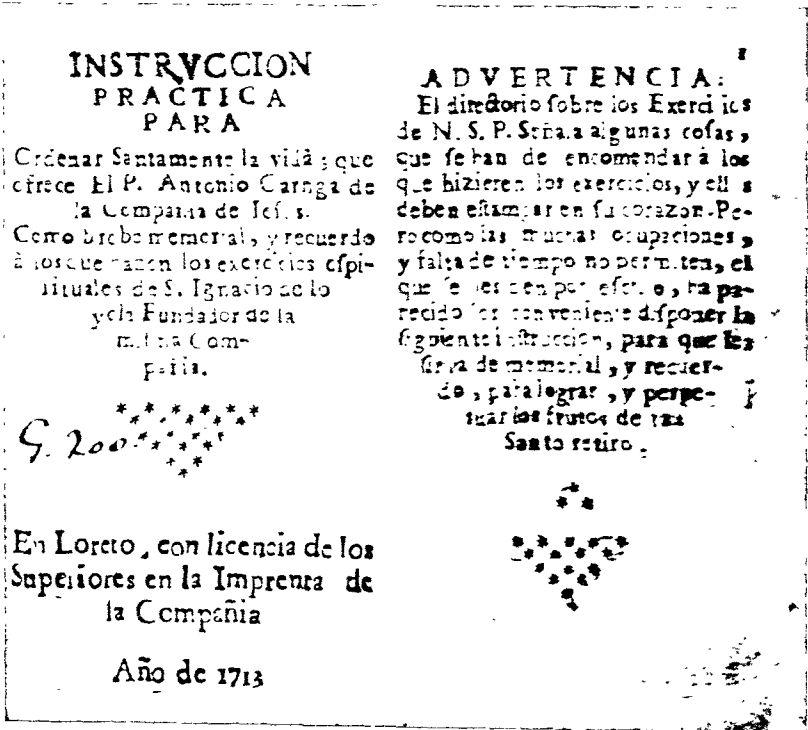 INSTRVCCION
PRACTICA
PARA
Ordenar Santamente la vida; que
ofrece El P. Antonio Garriga de
la Compania de Jesus.
Como brebe memorial, y recuerdo
à los que hazen los exercicios espi-
rituales de S. Ignacio de lo
yola Fundador de la
misma Com-
pañia.
G. 200
En Loreto, con licencia de los
Superiores en la Imprenta de
la Compañia
Año de 1713
1
ADVERTENCIA:
El directorio sobre los Exercicios
de N. S. P. Señala algunas cosas,
que se han de encomendar à los
que hizieren los exercicios, y ellos
deben estampar en su corazon. Pe-
ro como las muchas ocupaciones,
y falta de tiempo no permiten, el
que se les den por escrito, ha pa-
recido ser conveniente disponer la
siguiente instruccion, para que les
sirva de memorial, y recuer-
do, para lograr, y perpe-
tuar los frutos de tan
Santo retiro.